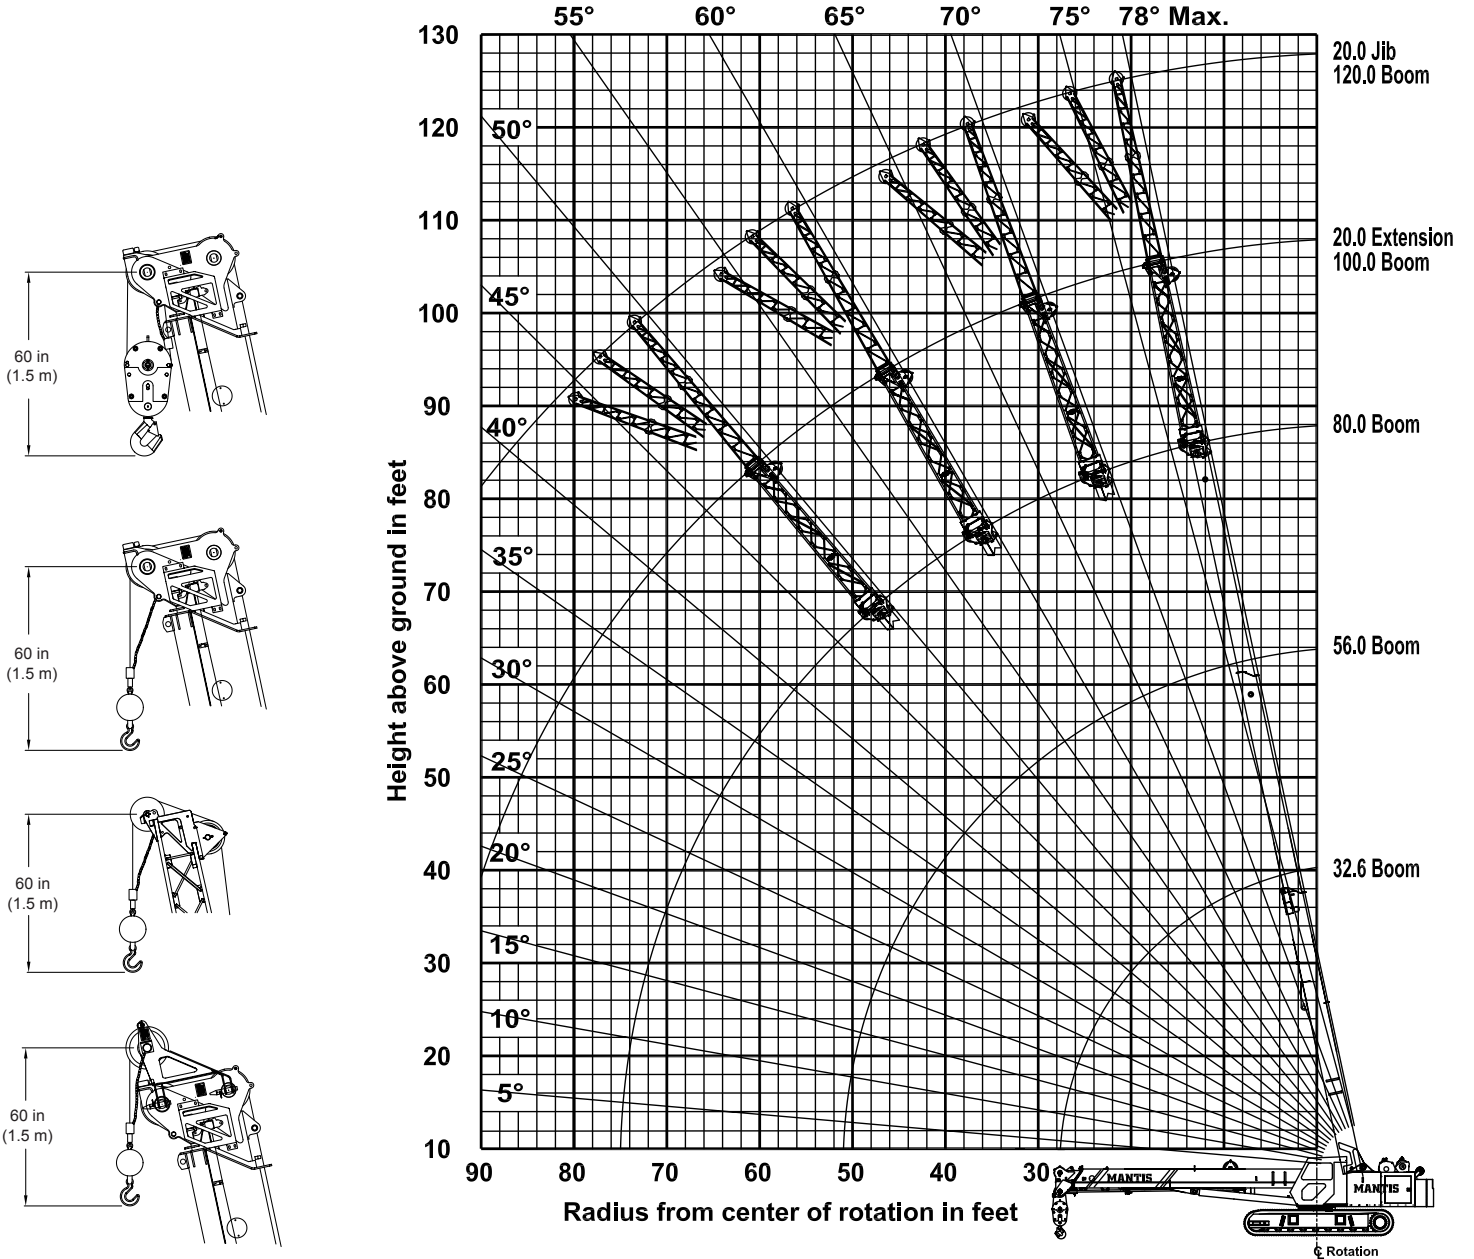 55° 60° 65° 70° 75° 78° Max.
130
20.0 Jib
120.0 Boom
120
50°
110
20.0 Extension
100.0 Boom
60 in
(1.5 m)
100
45°
90
40°
80.0 Boom
Height above ground in feet
80
35°
70
60 in
(1.5 m)
30°
60
56.0 Boom
25°
50
60 in
(1.5 m)
20°
40
32.6 Boom
15°
30
10°
20
60 in
(1.5 m)
5°
10
90 80 70 60 50 40 30
MANTIS
MANTIS
Radius from center of rotation in feet
℄ Rotation